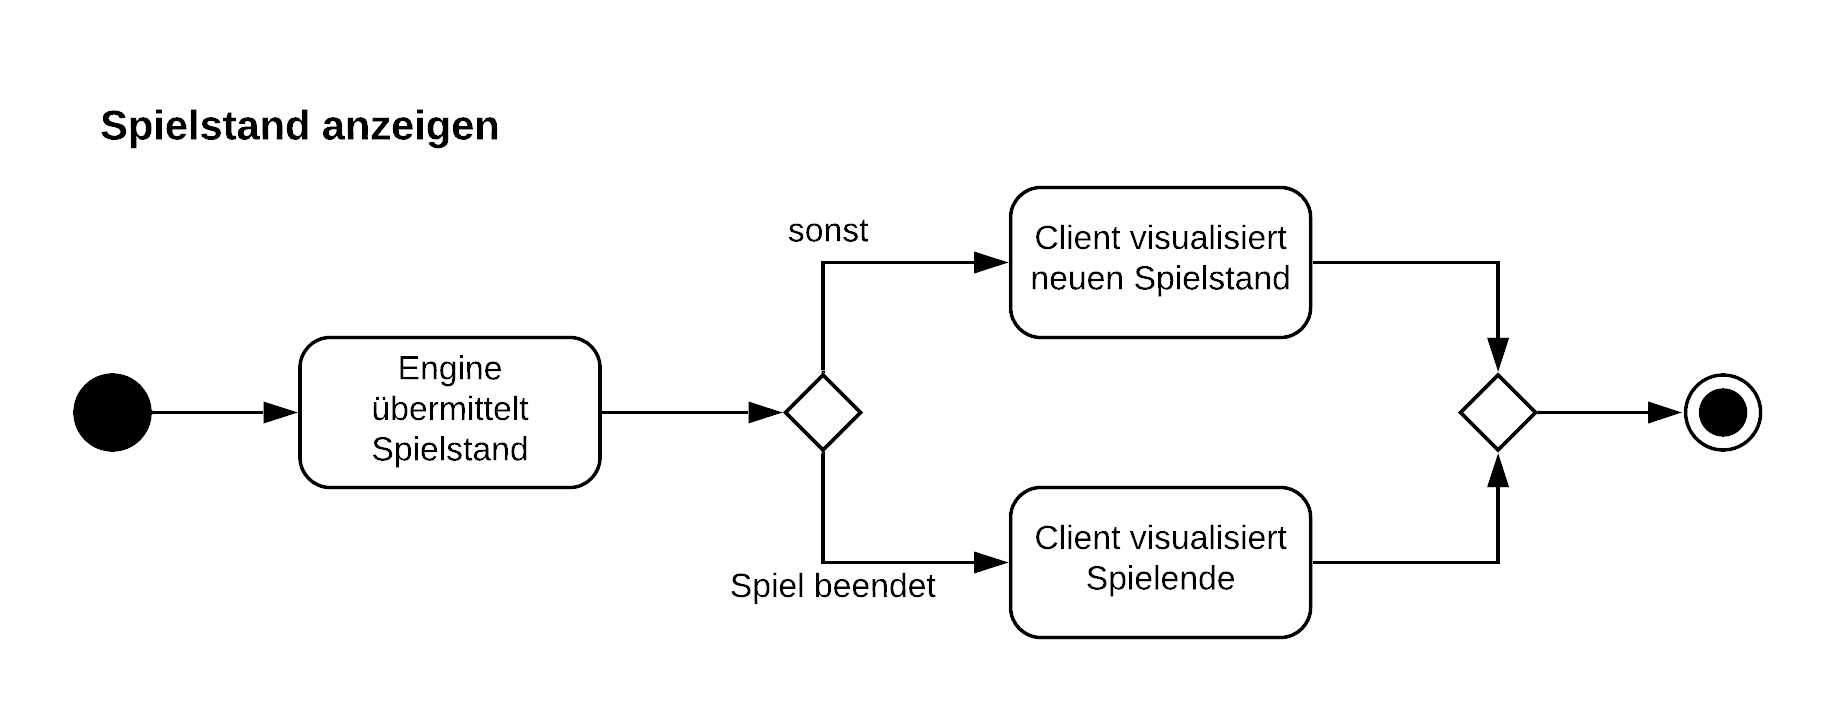 Spielstand anzeigen
Engine
übermittelt
Spielstand
sonst
Spiel beendet
Client visualisiert
neuen Spielstand
Client visualisiert
Spielende